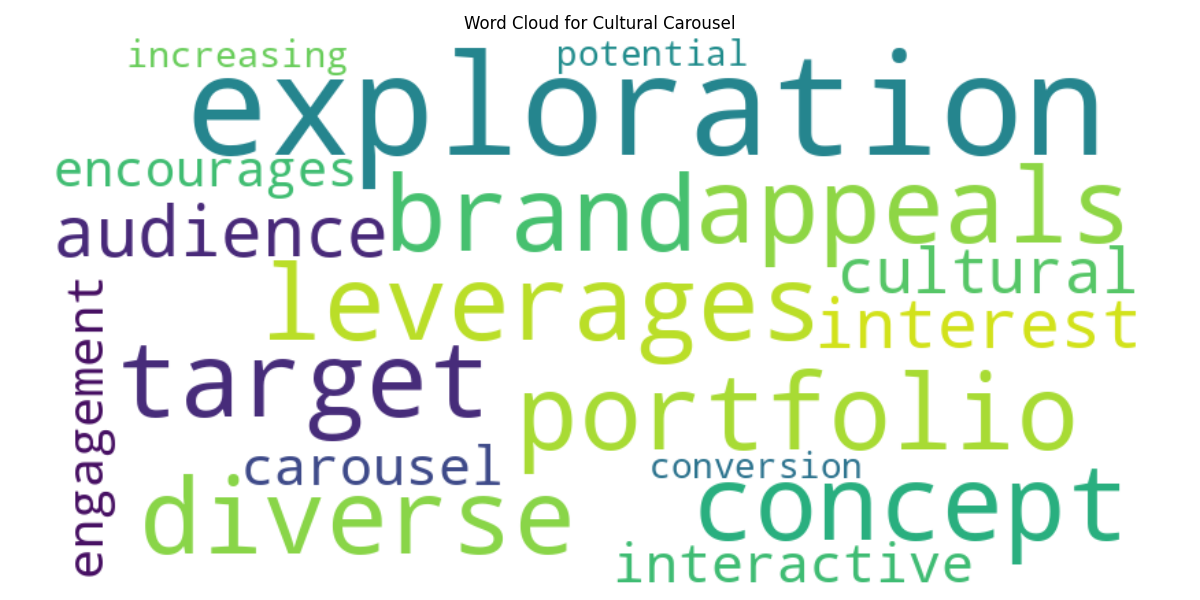 Word Cloud for Cultural Carousel
increasing
potential
exploration
encourages
brand
appeals
audience
cultural
leverages
interest
engagement
target
portfolio
carousel
conversion
diverse
concept
interactive